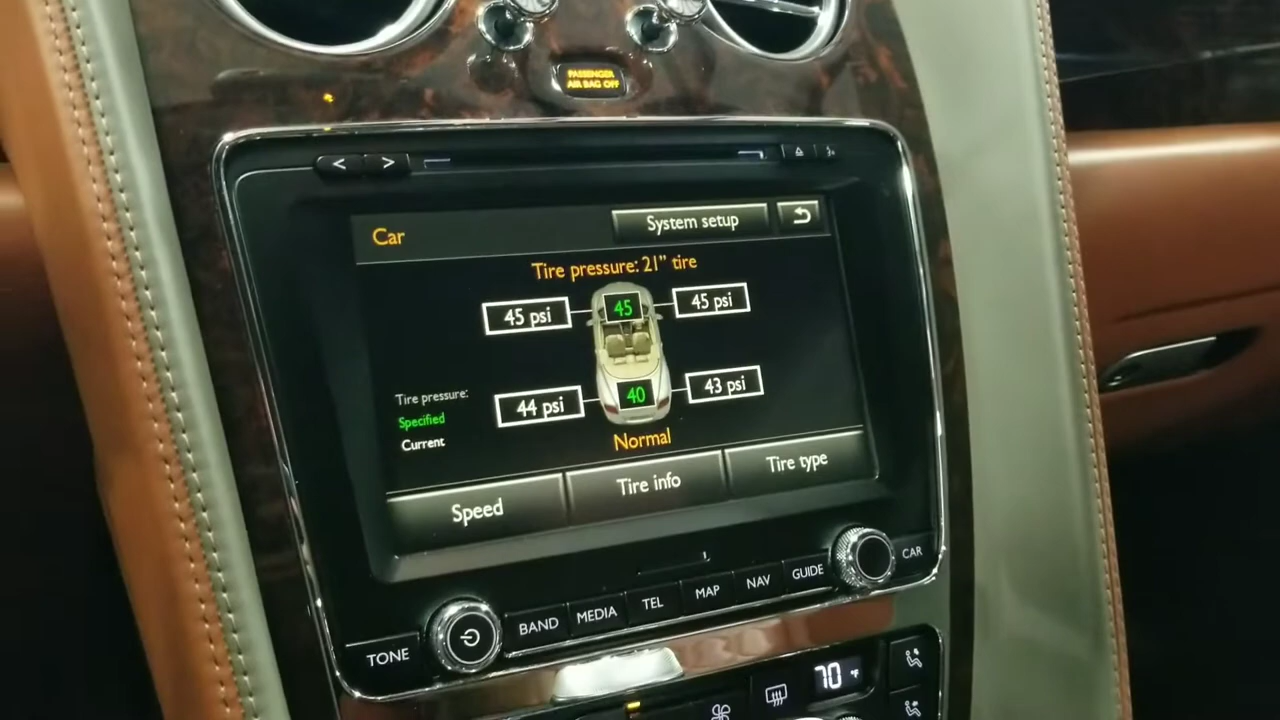 PASSENGER
AIR BAG OFF
< >
Car
System setup
Tire pressure: 21" tire
45 psi
45
45 psi
44 psi
40
43 psi
Tire pressure:
Specified
Current
Normal
Speed
Tire info
Tire type
TONE
BAND
MEDIA
TEL
MAP
NAV
GUIDE
CAR
70 °F